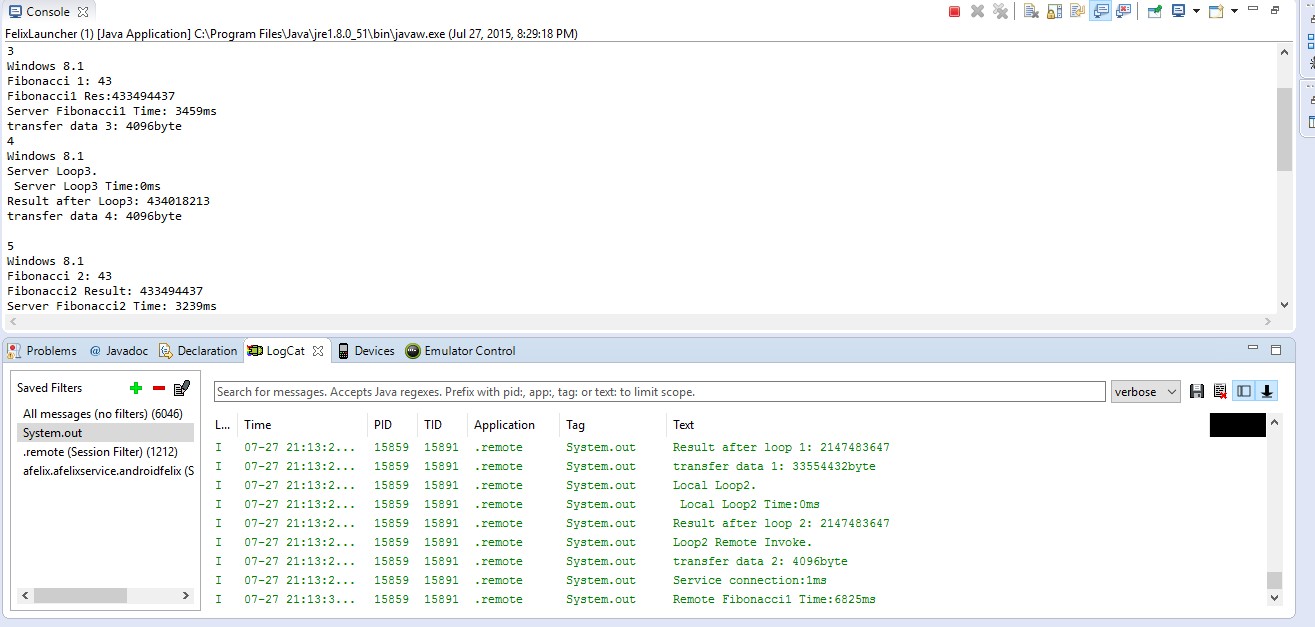 Console
FelixLauncher (1) [Java Application] C:\Program Files\Java\jre1.8.0_51\bin\javaw.exe (Jul 27, 2015, 8:29:18 PM)
3
Windows 8.1
Fibonacci 1: 43
Fibonacci1 Res:433494437
Server Fibonacci1 Time: 3459ms
transfer data 3: 4096byte
4
Windows 8.1
Server Loop3.
Server Loop3 Time:0ms
Result after Loop3: 434018213
transfer data 4: 4096byte
5
Windows 8.1
Fibonacci 2: 43
Fibonacci2 Result: 433494437
Server Fibonacci2 Time: 3239ms
Problems @ Javadoc Declaration LogCat Devices Emulator Control
Saved Filters
All messages (no filters) (6046)
System.out
.remote (Session Filter) (1212)
afelix.afelixservice.androidfelix (S
Search for messages. Accepts Java regexes. Prefix with pid:, app:, tag: or text: to limit scope. verbose
L... Time PID TID Application Tag Text
I 07-27 21:13:2... 15859 15891 .remote System.out Result after loop 1: 2147483647
I 07-27 21:13:2... 15859 15891 .remote System.out transfer data 1: 33554432byte
I 07-27 21:13:2... 15859 15891 .remote System.out Local Loop2.
I 07-27 21:13:2... 15859 15891 .remote System.out Local Loop2 Time:0ms
I 07-27 21:13:2... 15859 15891 .remote System.out Result after loop 2: 2147483647
I 07-27 21:13:2... 15859 15891 .remote System.out Loop2 Remote Invoke.
I 07-27 21:13:2... 15859 15891 .remote System.out transfer data 2: 4096byte
I 07-27 21:13:2... 15859 15891 .remote System.out Service connection:1ms
I 07-27 21:13:3... 15859 15891 .remote System.out Remote Fibonacci1 Time:6825ms